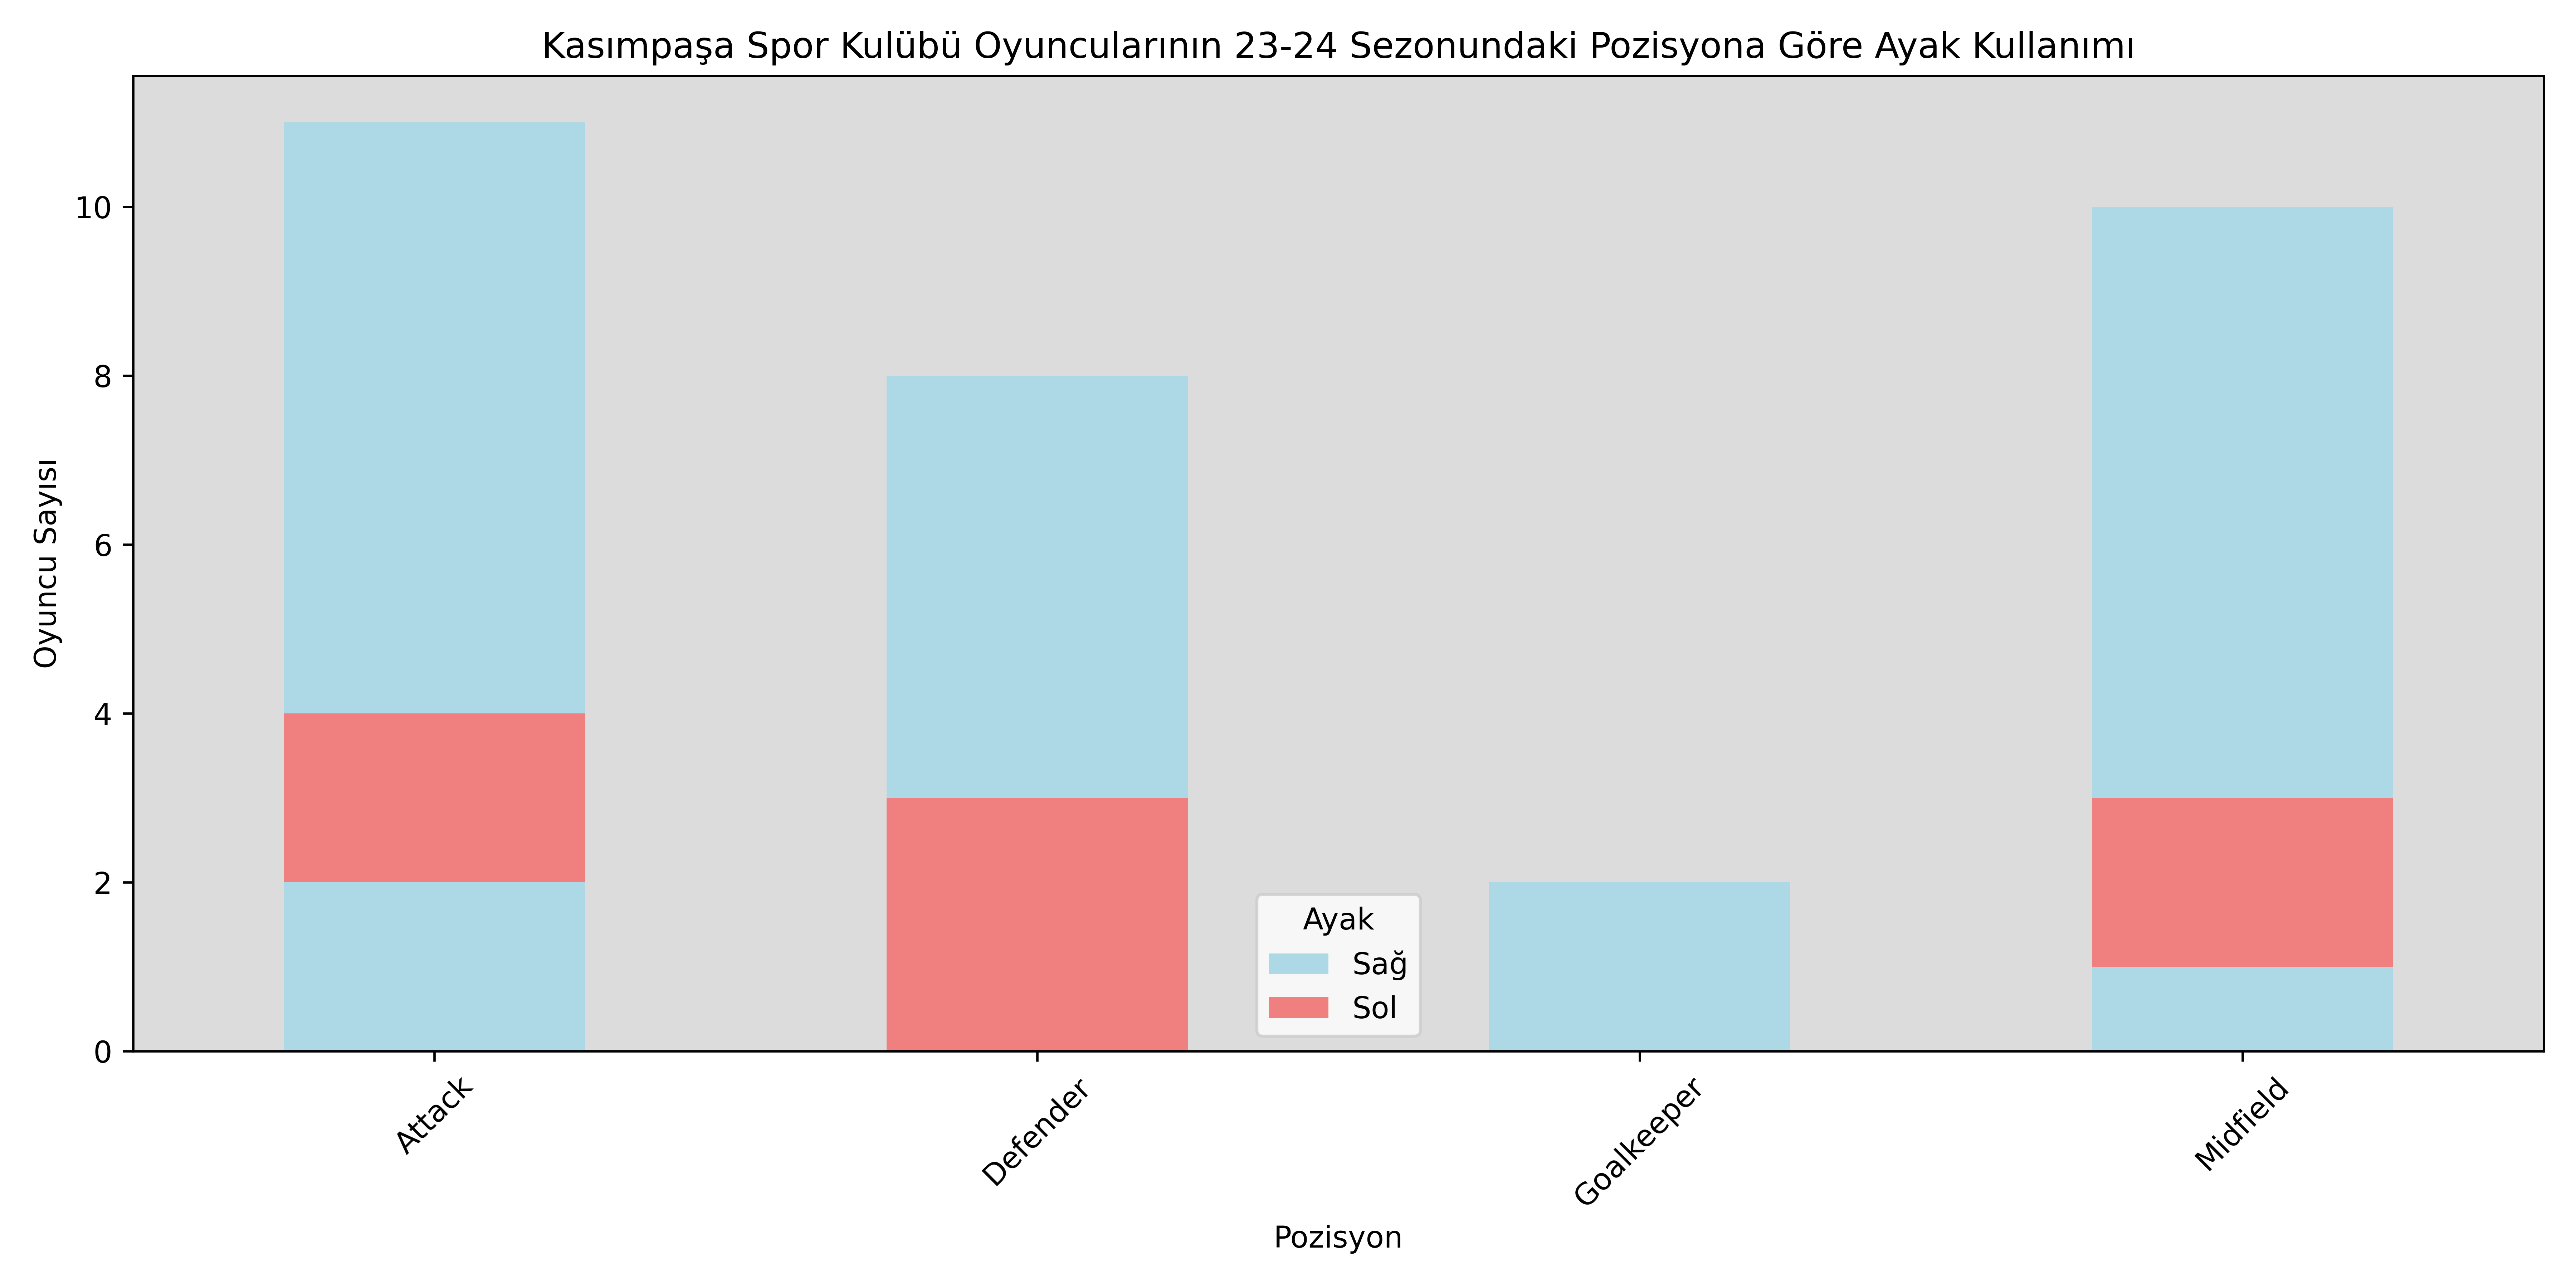 Kasımpaşa Spor Kulübü Oyuncularının 23-24 Sezonundaki Pozisyona Göre Ayak Kullanımı
Oyuncu Sayısı
10
8
6
4
2
0
Ayak
Sağ
Sol
Attack
Defender
Goalkeeper
Midfield
Pozisyon